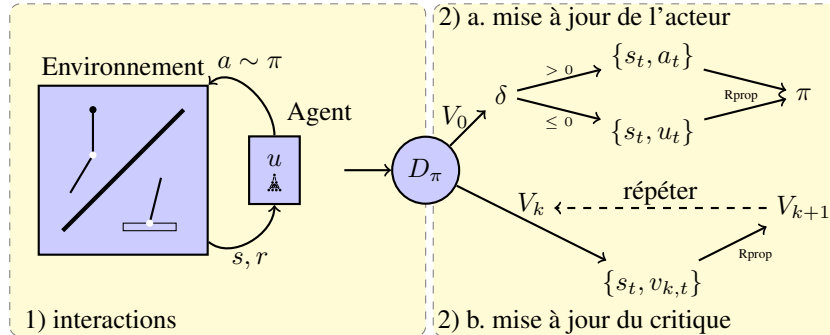 Environnement
a ∼ π
Agent
u
s, r
1) interactions
D_π
2) a. mise à jour de l’acteur
V_0
δ
> 0
≤ 0
{s_t, a_t}
{s_t, u_t}
Rprop
π
V_k
répéter
V_{k+1}
{s_t, v_{k,t}}
Rprop
2) b. mise à jour du critique